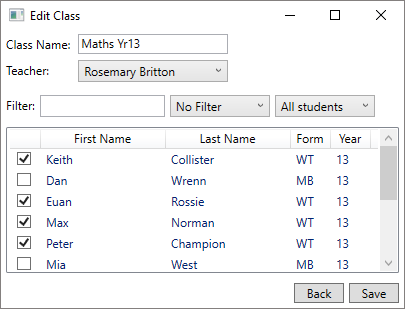 Edit Class
Class Name: Maths Yr13
Teacher: Rosemary Britton
Filter: No Filter All students
First Name Last Name Form Year
Keith Collister WT 13
Dan Wrenn MB 13
Euan Rossie WT 13
Max Norman WT 13
Peter Champion WT 13
Mia West MB 13
Back Save